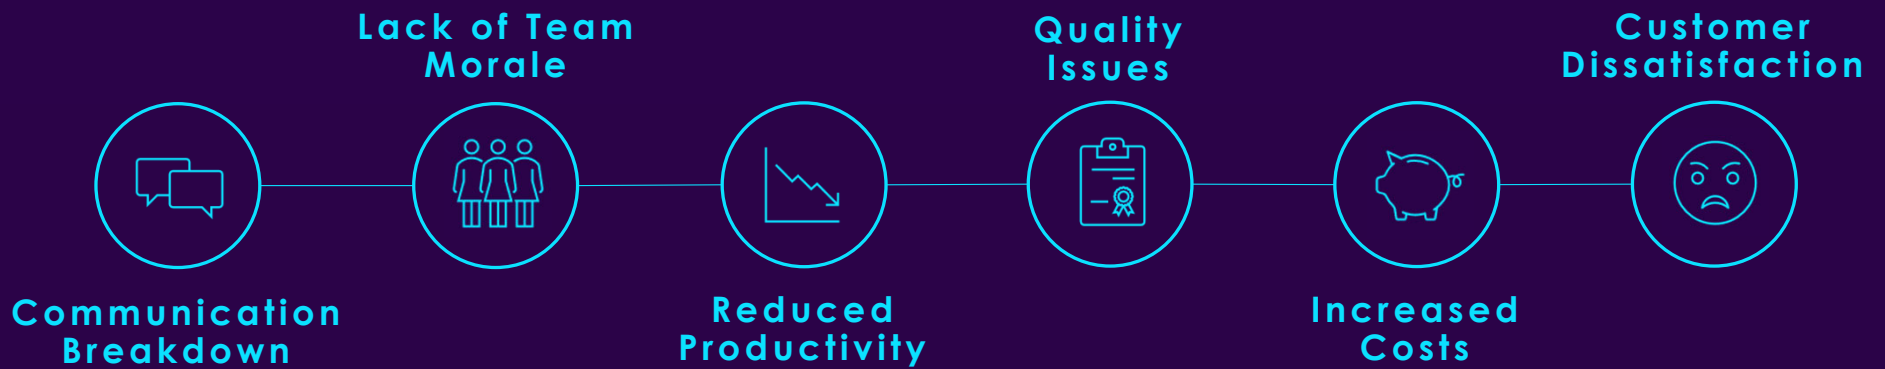 Communication
Breakdown
Lack of Team
Morale
Reduced
Productivity
Quality
Issues
Increased
Costs
Customer
Dissatisfaction